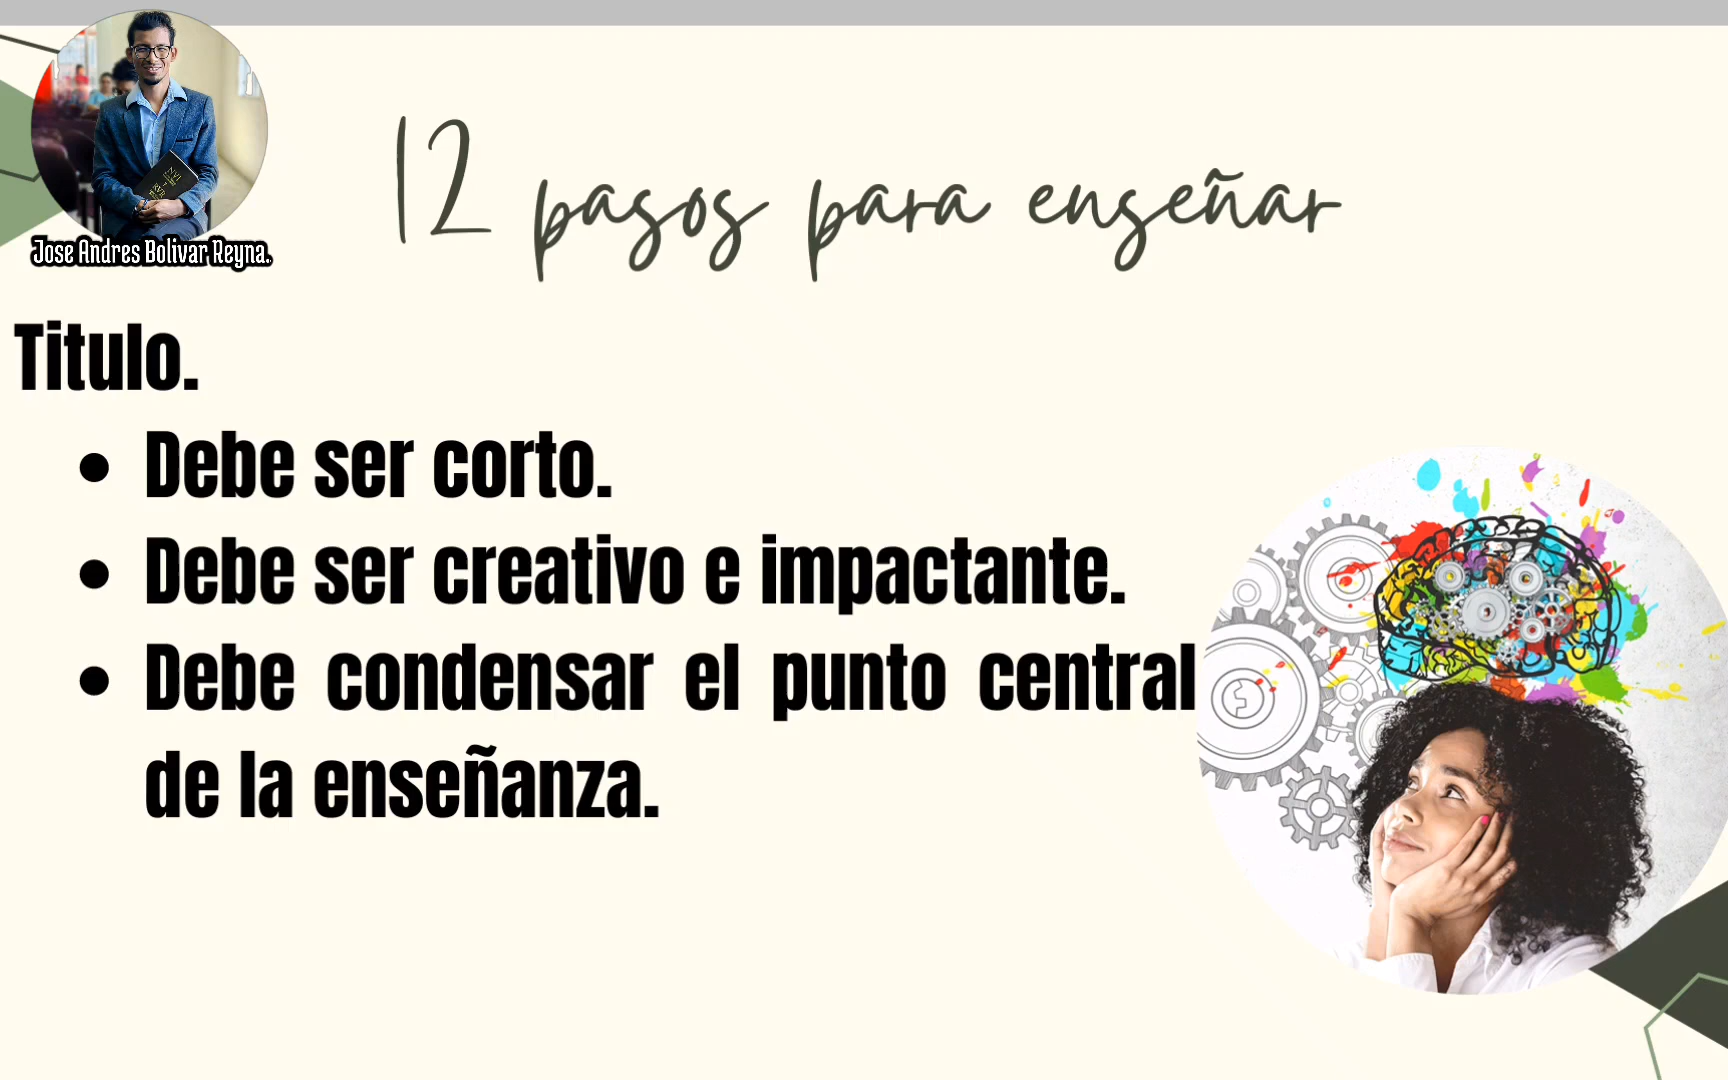 Jose Andres Bolivar Reyna.
12 pasos para enseñar
Titulo.
• Debe ser corto.
• Debe ser creativo e impactante.
• Debe condensar el punto central
de la enseñanza.